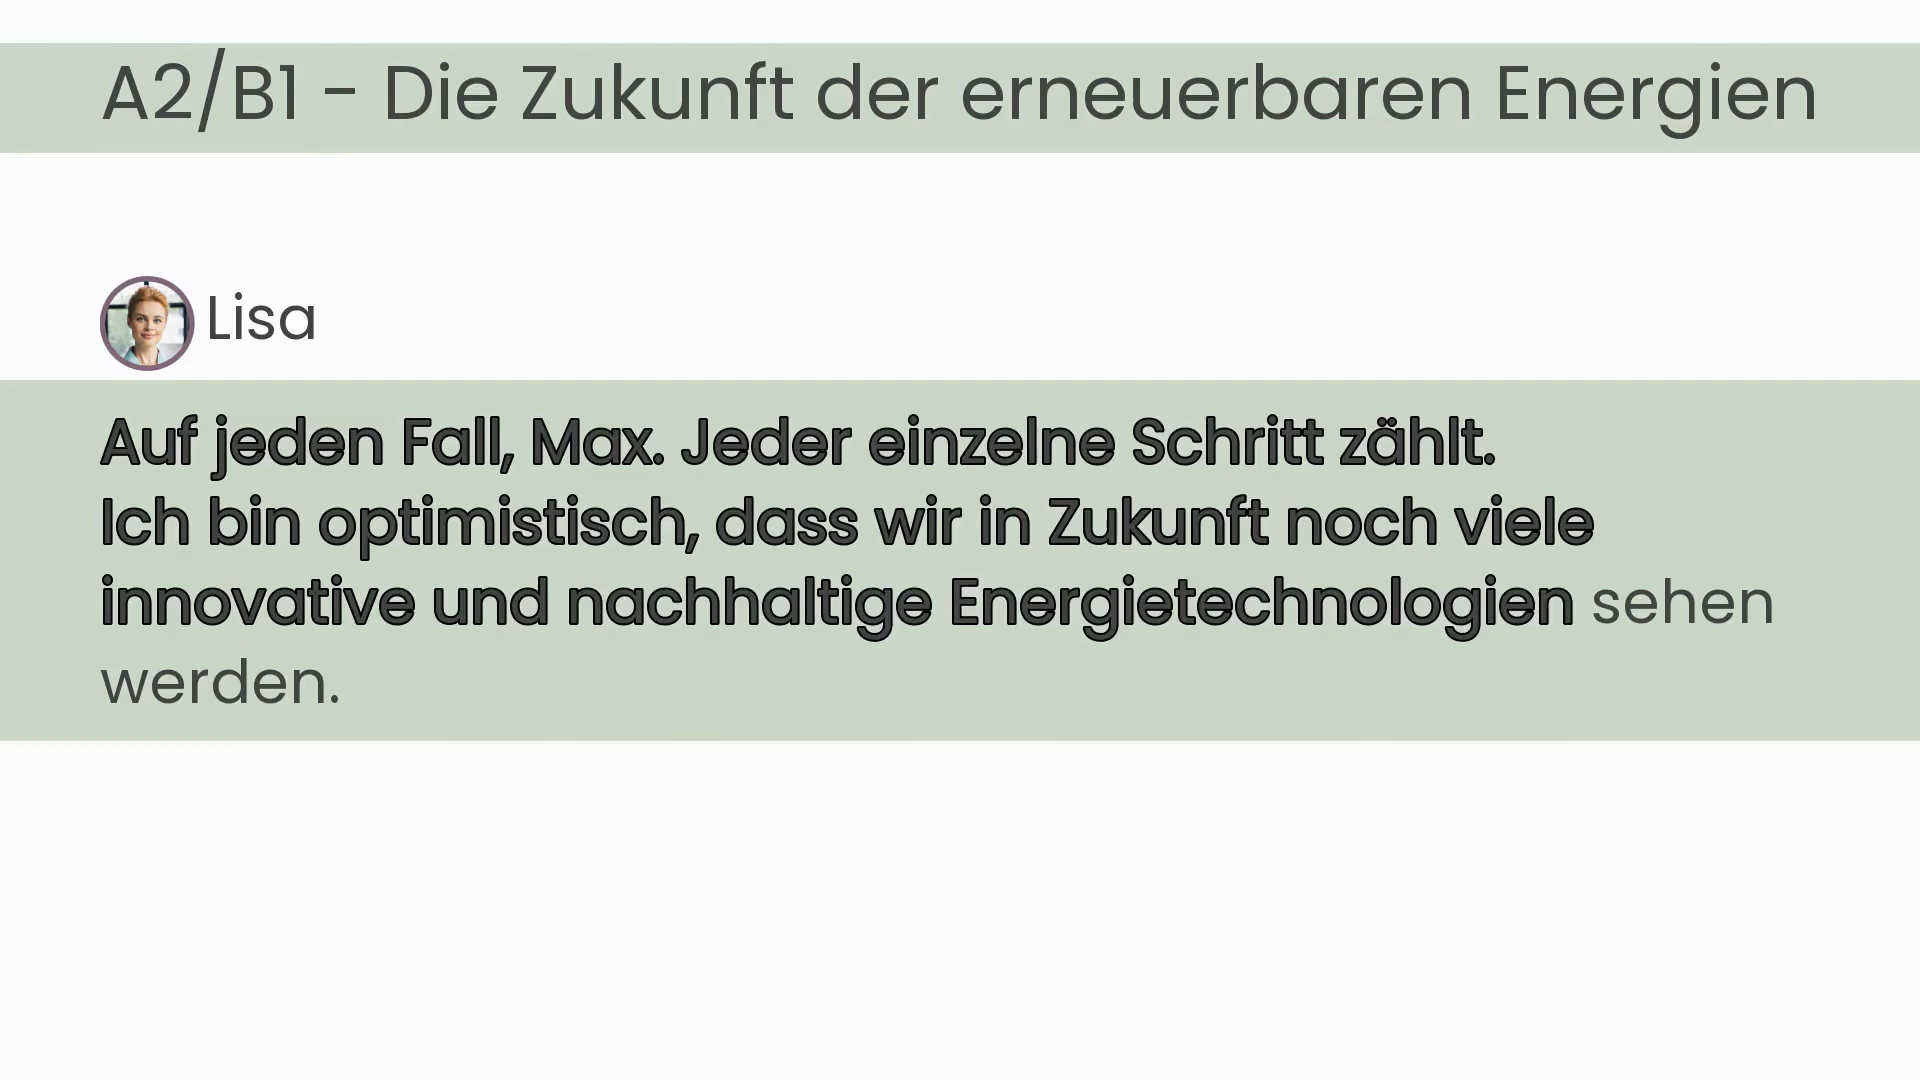 A2/B1 - Die Zukunft der erneuerbaren Energien
Lisa
Auf jeden Fall, Max. Jeder einzelne Schritt zählt.
Ich bin optimistisch, dass wir in Zukunft noch viele
innovative und nachhaltige Energietechnologien sehen
werden.